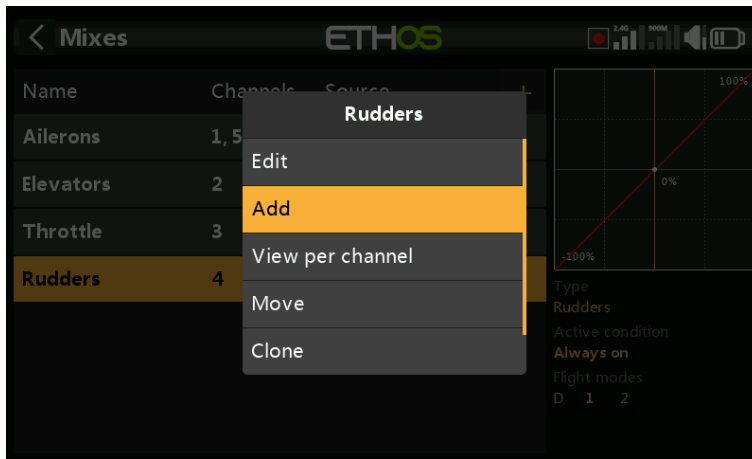 Mixes
ETHOS
2.4G 900M
Name Channels Source +
100%
Rudders
Ailerons 1, 5
Edit
Elevators 2
0%
Add
Throttle 3
View per channel
-100%
Rudders 4
Type
Rudders
Move
Active condition
Always on
Clone
Flight modes
D 1 2